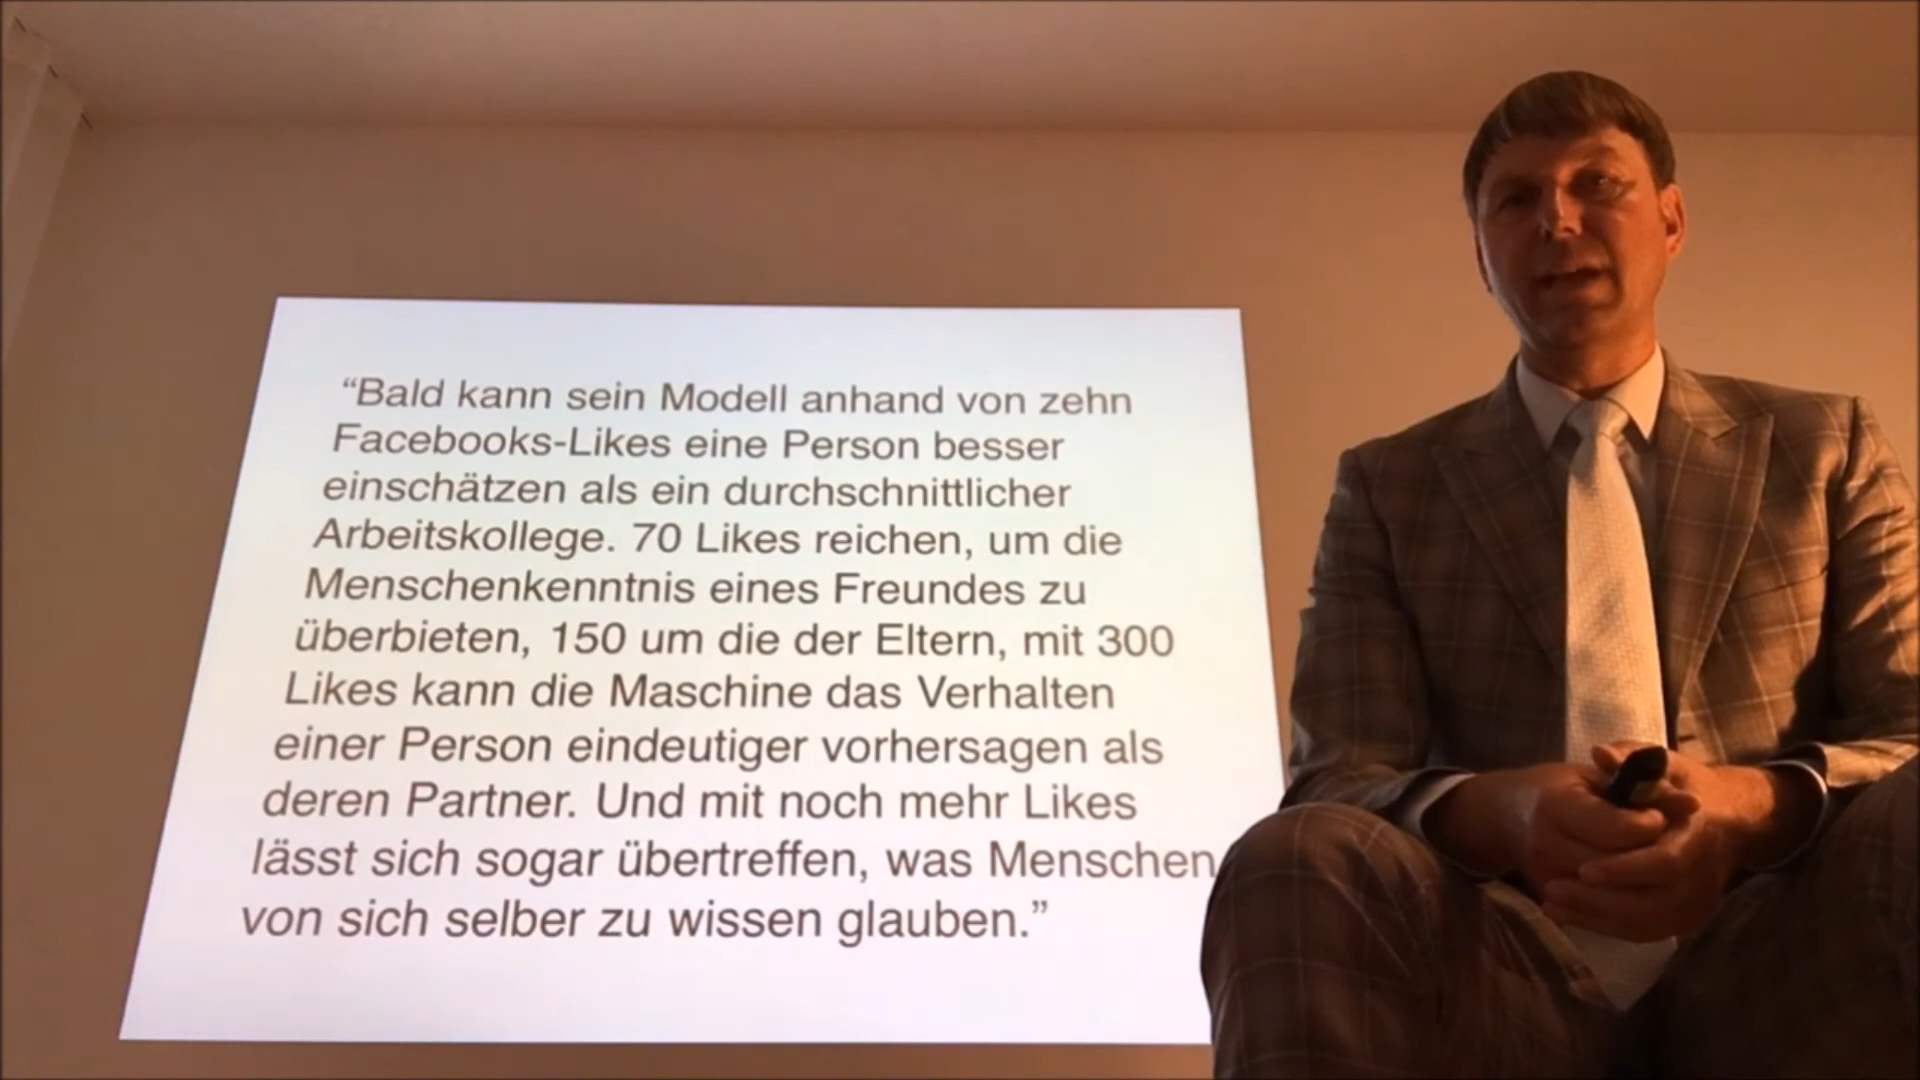 “Bald kann sein Modell anhand von zehn
Facebooks-Likes eine Person besser
einschätzen als ein durchschnittlicher
Arbeitskollege. 70 Likes reichen, um die
Menschenkenntnis eines Freundes zu
überbieten, 150 um die der Eltern, mit 300
Likes kann die Maschine das Verhalten
einer Person eindeutiger vorhersagen als
deren Partner. Und mit noch mehr Likes
lässt sich sogar übertreffen, was Menschen
von sich selber zu wissen glauben.”